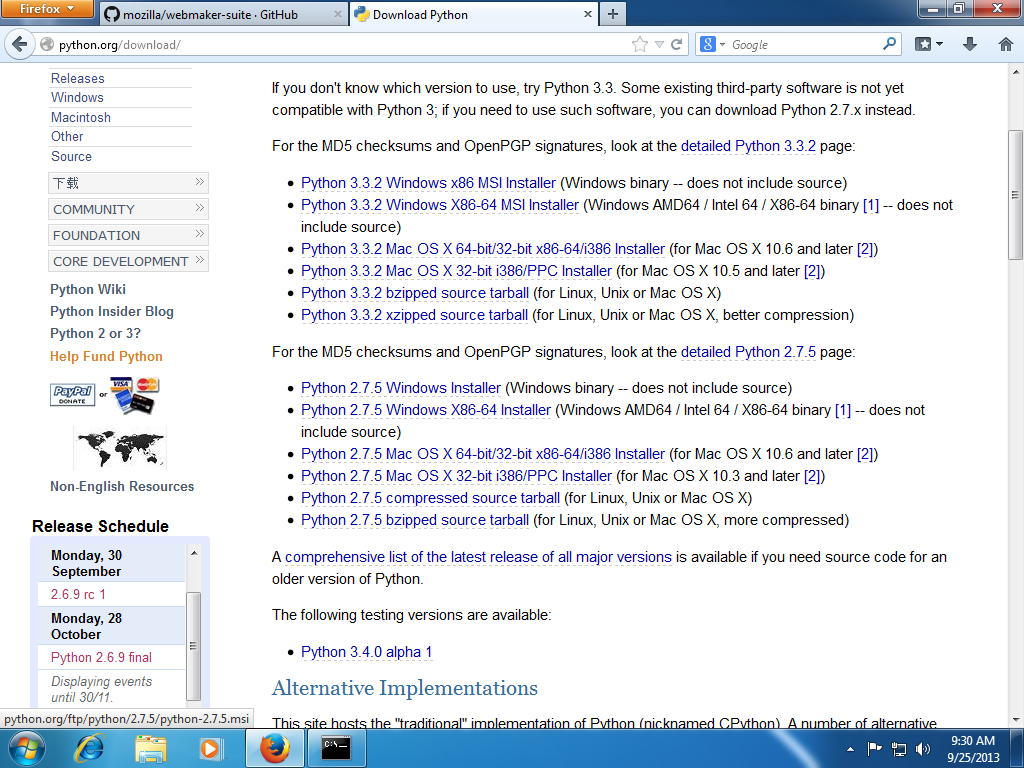 Firefox
mozilla/webmaker-suite · GitHub
Download Python
python.org/download/
Google
Releases
Windows
Macintosh
Other
Source
下载
COMMUNITY
FOUNDATION
CORE DEVELOPMENT
Python Wiki
Python Insider Blog
Python 2 or 3?
Help Fund Python
PayPal
DONATE
or
VISA
MasterCard
Non-English Resources
Release Schedule
Monday, 30
September
2.6.9 rc 1
Monday, 28
October
Python 2.6.9 final
Displaying events
until 30/11.
If you don't know which version to use, try Python 3.3. Some existing third-party software is not yet
compatible with Python 3; if you need to use such software, you can download Python 2.7.x instead.
For the MD5 checksums and OpenPGP signatures, look at the detailed Python 3.3.2 page:
Python 3.3.2 Windows x86 MSI Installer (Windows binary -- does not include source)
Python 3.3.2 Windows X86-64 MSI Installer (Windows AMD64 / Intel 64 / X86-64 binary [1] -- does not
include source)
Python 3.3.2 Mac OS X 64-bit/32-bit x86-64/i386 Installer (for Mac OS X 10.6 and later [2])
Python 3.3.2 Mac OS X 32-bit i386/PPC Installer (for Mac OS X 10.5 and later [2])
Python 3.3.2 bzipped source tarball (for Linux, Unix or Mac OS X)
Python 3.3.2 xzipped source tarball (for Linux, Unix or Mac OS X, better compression)
For the MD5 checksums and OpenPGP signatures, look at the detailed Python 2.7.5 page:
Python 2.7.5 Windows Installer (Windows binary -- does not include source)
Python 2.7.5 Windows X86-64 Installer (Windows AMD64 / Intel 64 / X86-64 binary [1] -- does not
include source)
Python 2.7.5 Mac OS X 64-bit/32-bit x86-64/i386 Installer (for Mac OS X 10.6 and later [2])
Python 2.7.5 Mac OS X 32-bit i386/PPC Installer (for Mac OS X 10.3 and later [2])
Python 2.7.5 compressed source tarball (for Linux, Unix or Mac OS X)
Python 2.7.5 bzipped source tarball (for Linux, Unix or Mac OS X, more compressed)
A comprehensive list of the latest release of all major versions is available if you need source code for an
older version of Python.
The following testing versions are available:
Python 3.4.0 alpha 1
Alternative Implementations
This site hosts the "traditional" implementation of Python (nicknamed CPython). A number of alternative
python.org/ftp/python/2.7.5/python-2.7.5.msi
C:\
9:30 AM
9/25/2013